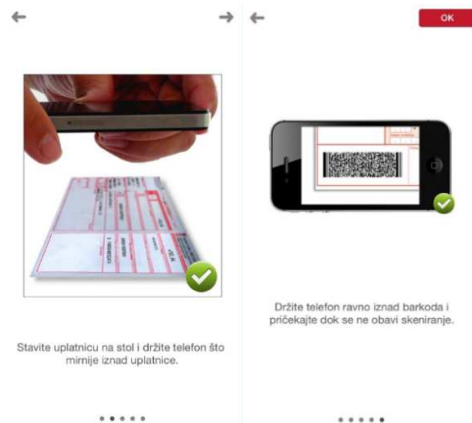 OK
Stavite uplatnicu na stol i držite telefon što
mirnije iznad uplatnice.
Držite telefon ravno iznad barkoda i
pričekajte dok se ne obavi skeniranje.